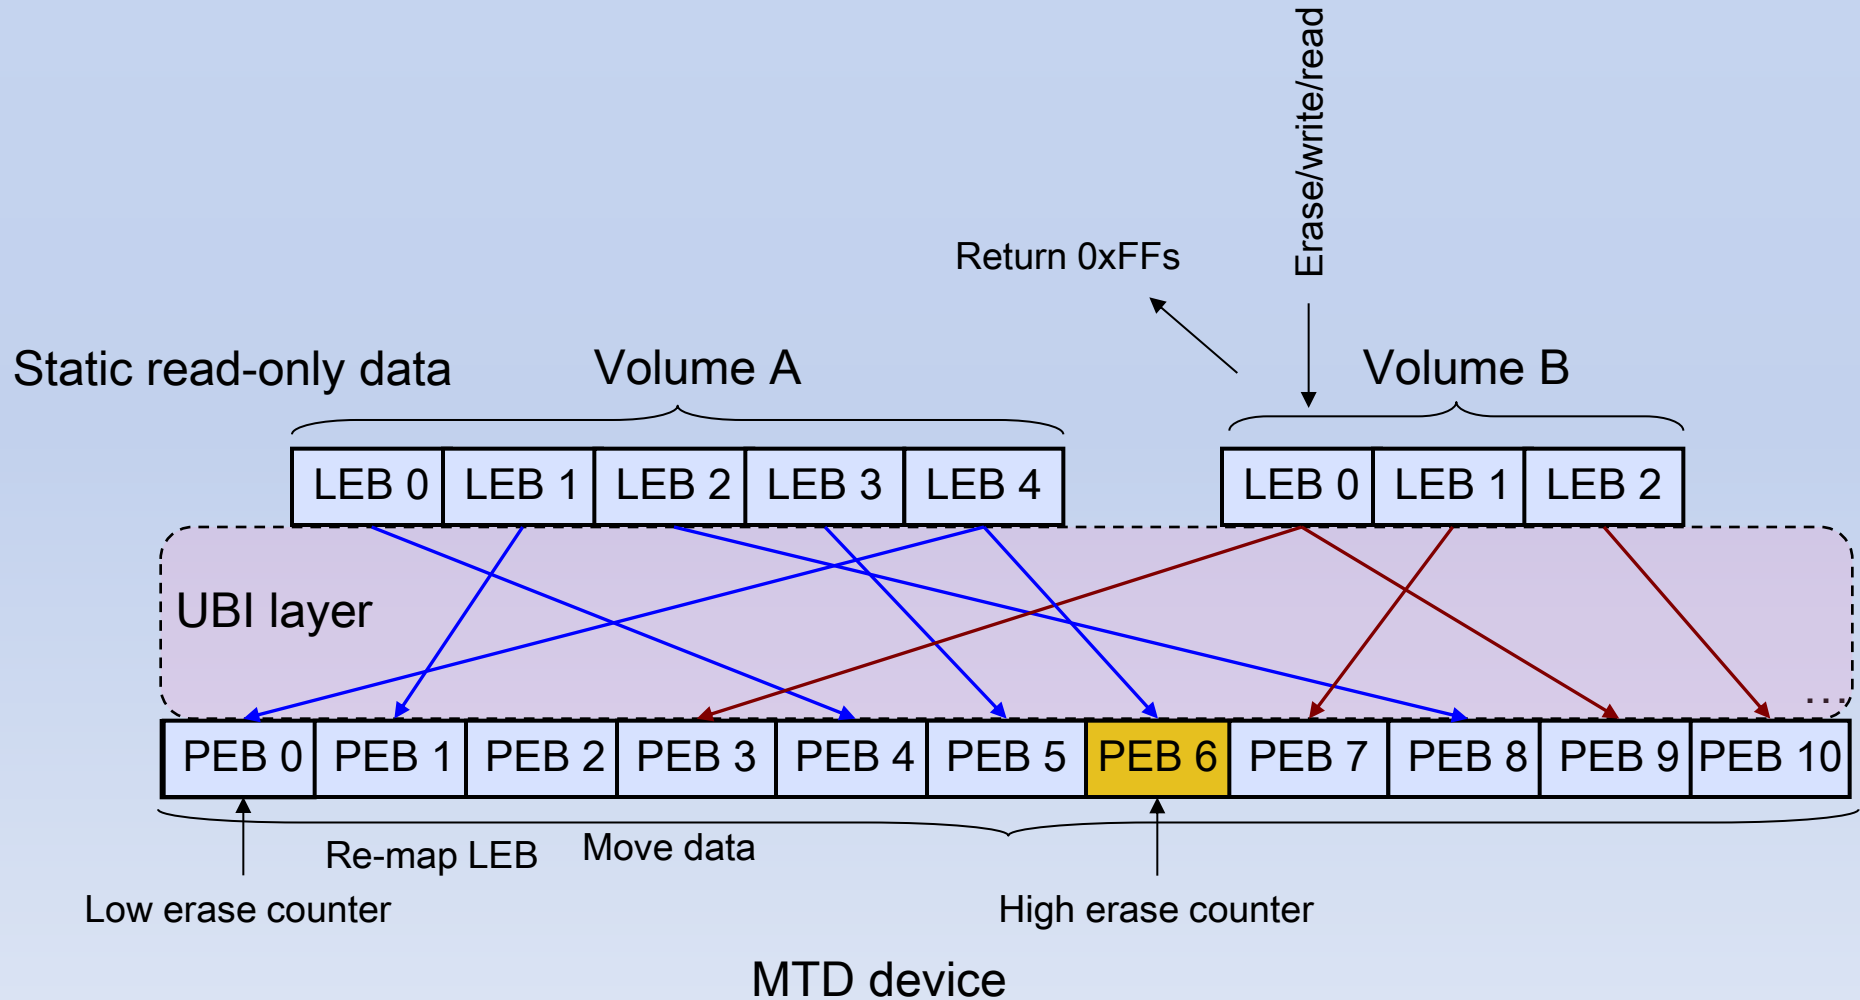 Erase/write/read
Return 0xFFs
Static read-only data
Volume A
Volume B
LEB 0 LEB 1 LEB 2 LEB 3 LEB 4
LEB 0 LEB 1 LEB 2
UBI layer
...
PEB 0 PEB 1 PEB 2 PEB 3 PEB 4 PEB 5 PEB 6 PEB 7 PEB 8 PEB 9 PEB 10
Re-map LEB
Move data
Low erase counter
High erase counter
MTD device